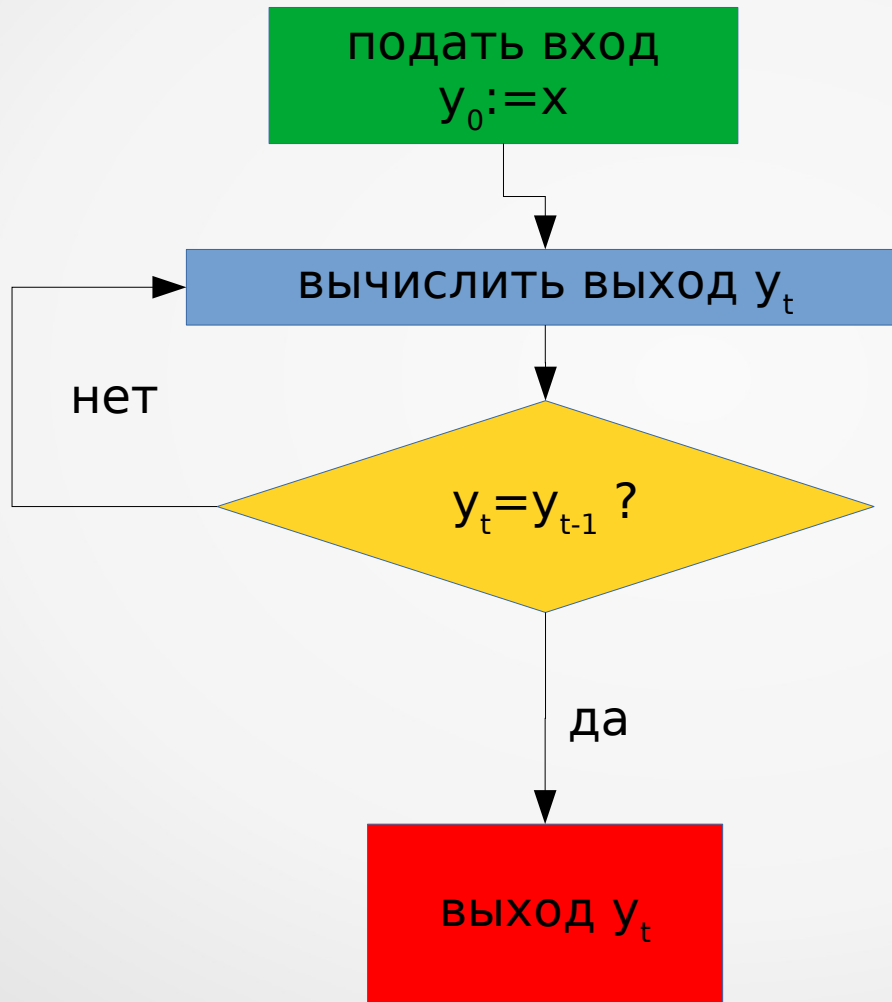 подать вход
y₀:=x
вычислить выход yₜ
нет
yₜ=yₜ₋₁ ?
да
выход yₜ